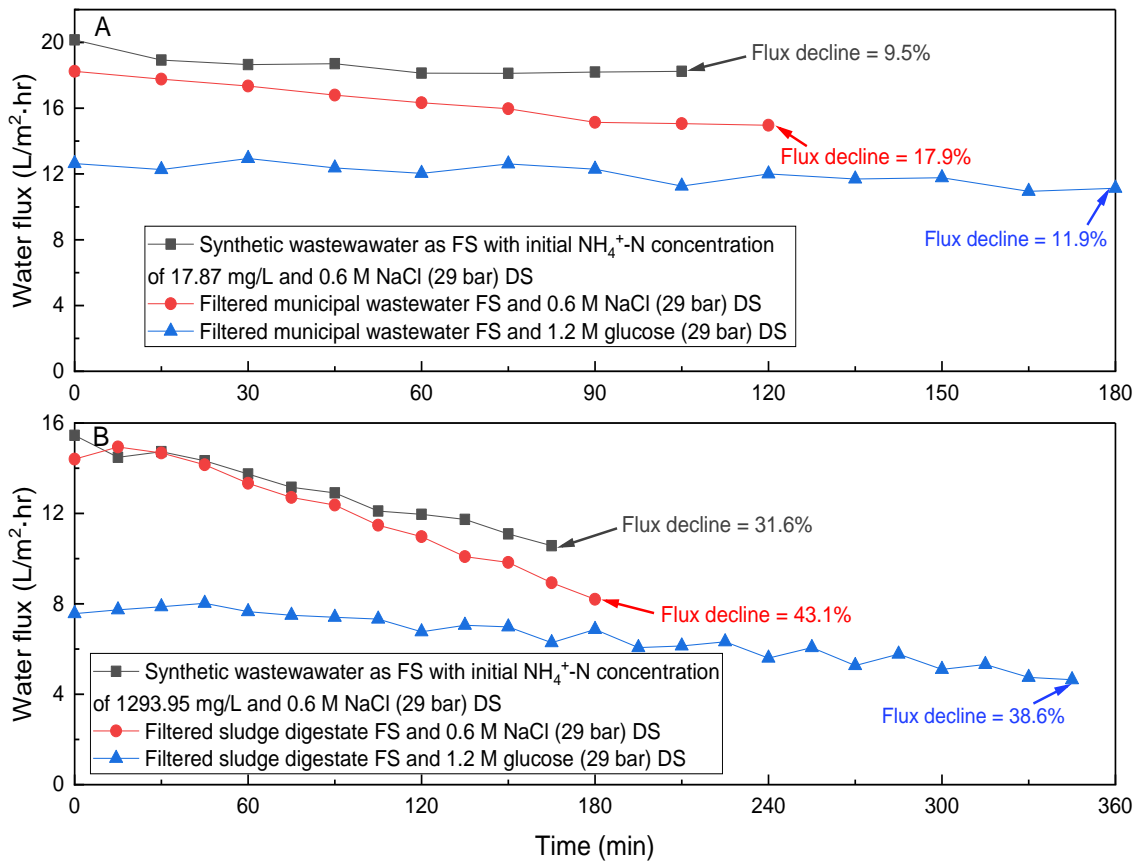 A
20
16
12
8
4
0
Water flux (L/m²·hr)
Flux decline = 9.5%
Flux decline = 17.9%
Flux decline = 11.9%
Synthetic wastewawater as FS with initial NH₄⁺-N concentration
of 17.87 mg/L and 0.6 M NaCl (29 bar) DS
Filtered municipal wastewater FS and 0.6 M NaCl (29 bar) DS
Filtered municipal wastewater FS and 1.2 M glucose (29 bar) DS
0 30 60 90 120 150 180
B
16
12
8
4
0
Water flux (L/m²·hr)
Flux decline = 31.6%
Flux decline = 43.1%
Flux decline = 38.6%
Synthetic wastewawater as FS with initial NH₄⁺-N concentration
of 1293.95 mg/L and 0.6 M NaCl (29 bar) DS
Filtered sludge digestate FS and 0.6 M NaCl (29 bar) DS
Filtered sludge digestate FS and 1.2 M glucose (29 bar) DS
0 60 120 180 240 300 360
Time (min)